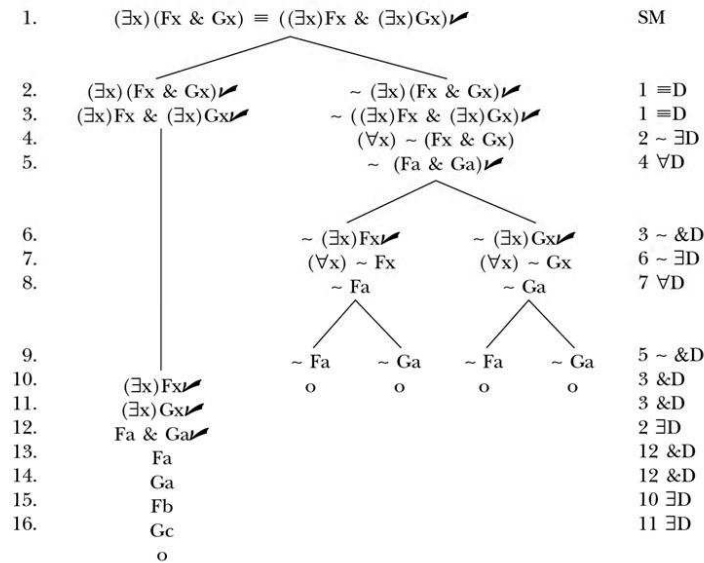 1. (∃x)(Fx & Gx) ≡ ((∃x)Fx & (∃x)Gx)✔ SM
2. (∃x)(Fx & Gx)✔ ~ (∃x)(Fx & Gx)✔ 1 ≡D
3. (∃x)Fx & (∃x)Gx✔ ~ ((∃x)Fx & (∃x)Gx)✔ 1 ≡D
4. (∀x) ~ (Fx & Gx) 2 ~ ∃D
5. ~ (Fa & Ga)✔ 4 ∀D
6. ~ (∃x)Fx✔ ~ (∃x)Gx✔ 3 ~ &D
7. (∀x) ~ Fx (∀x) ~ Gx 6 ~ ∃D
8. ~ Fa ~ Ga 7 ∀D
9. ~ Fa ~ Ga ~ Fa ~ Ga 5 ~ &D
10. (∃x)Fx✔ o o o o 3 &D
11. (∃x)Gx✔ 3 &D
12. Fa & Ga✔ 2 ∃D
13. Fa 12 &D
14. Ga 12 &D
15. Fb 10 ∃D
16. Gc 11 ∃D
o